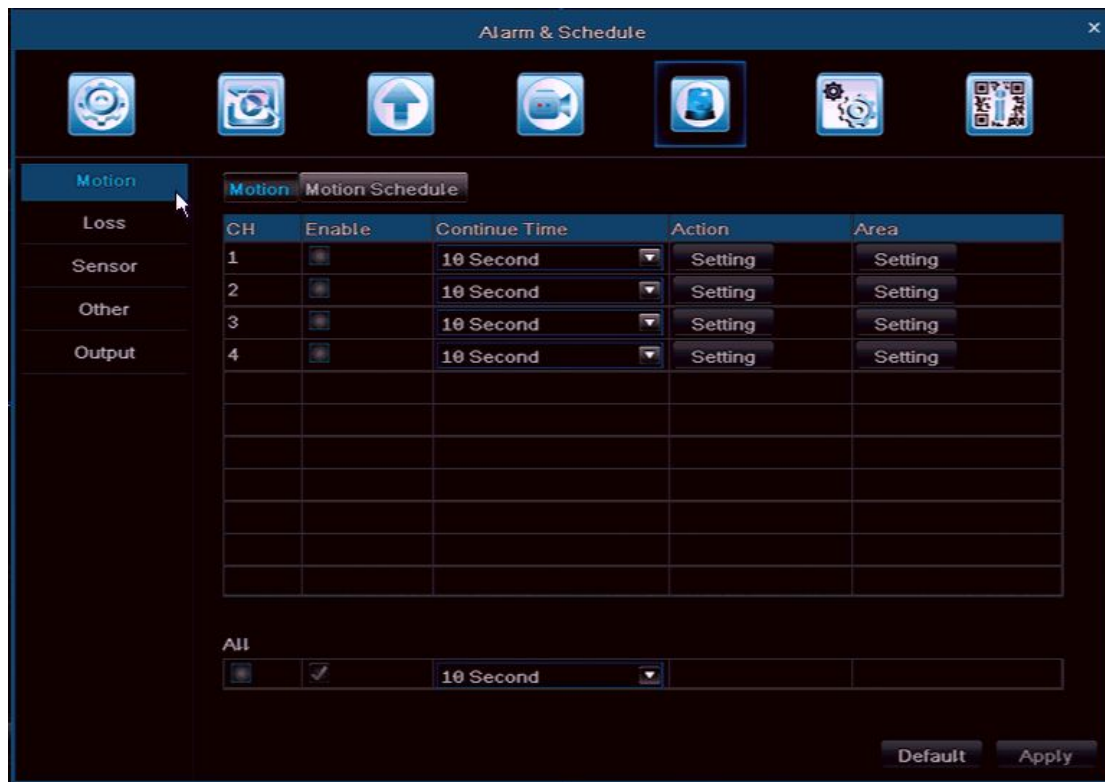 Alarm & Schedule
Motion
Loss
Sensor
Other
Output
Motion Motion Schedule
CH Enable Continue Time Action Area
1 10 Second Setting Setting
2 10 Second Setting Setting
3 10 Second Setting Setting
4 10 Second Setting Setting
All
10 Second
Default Apply